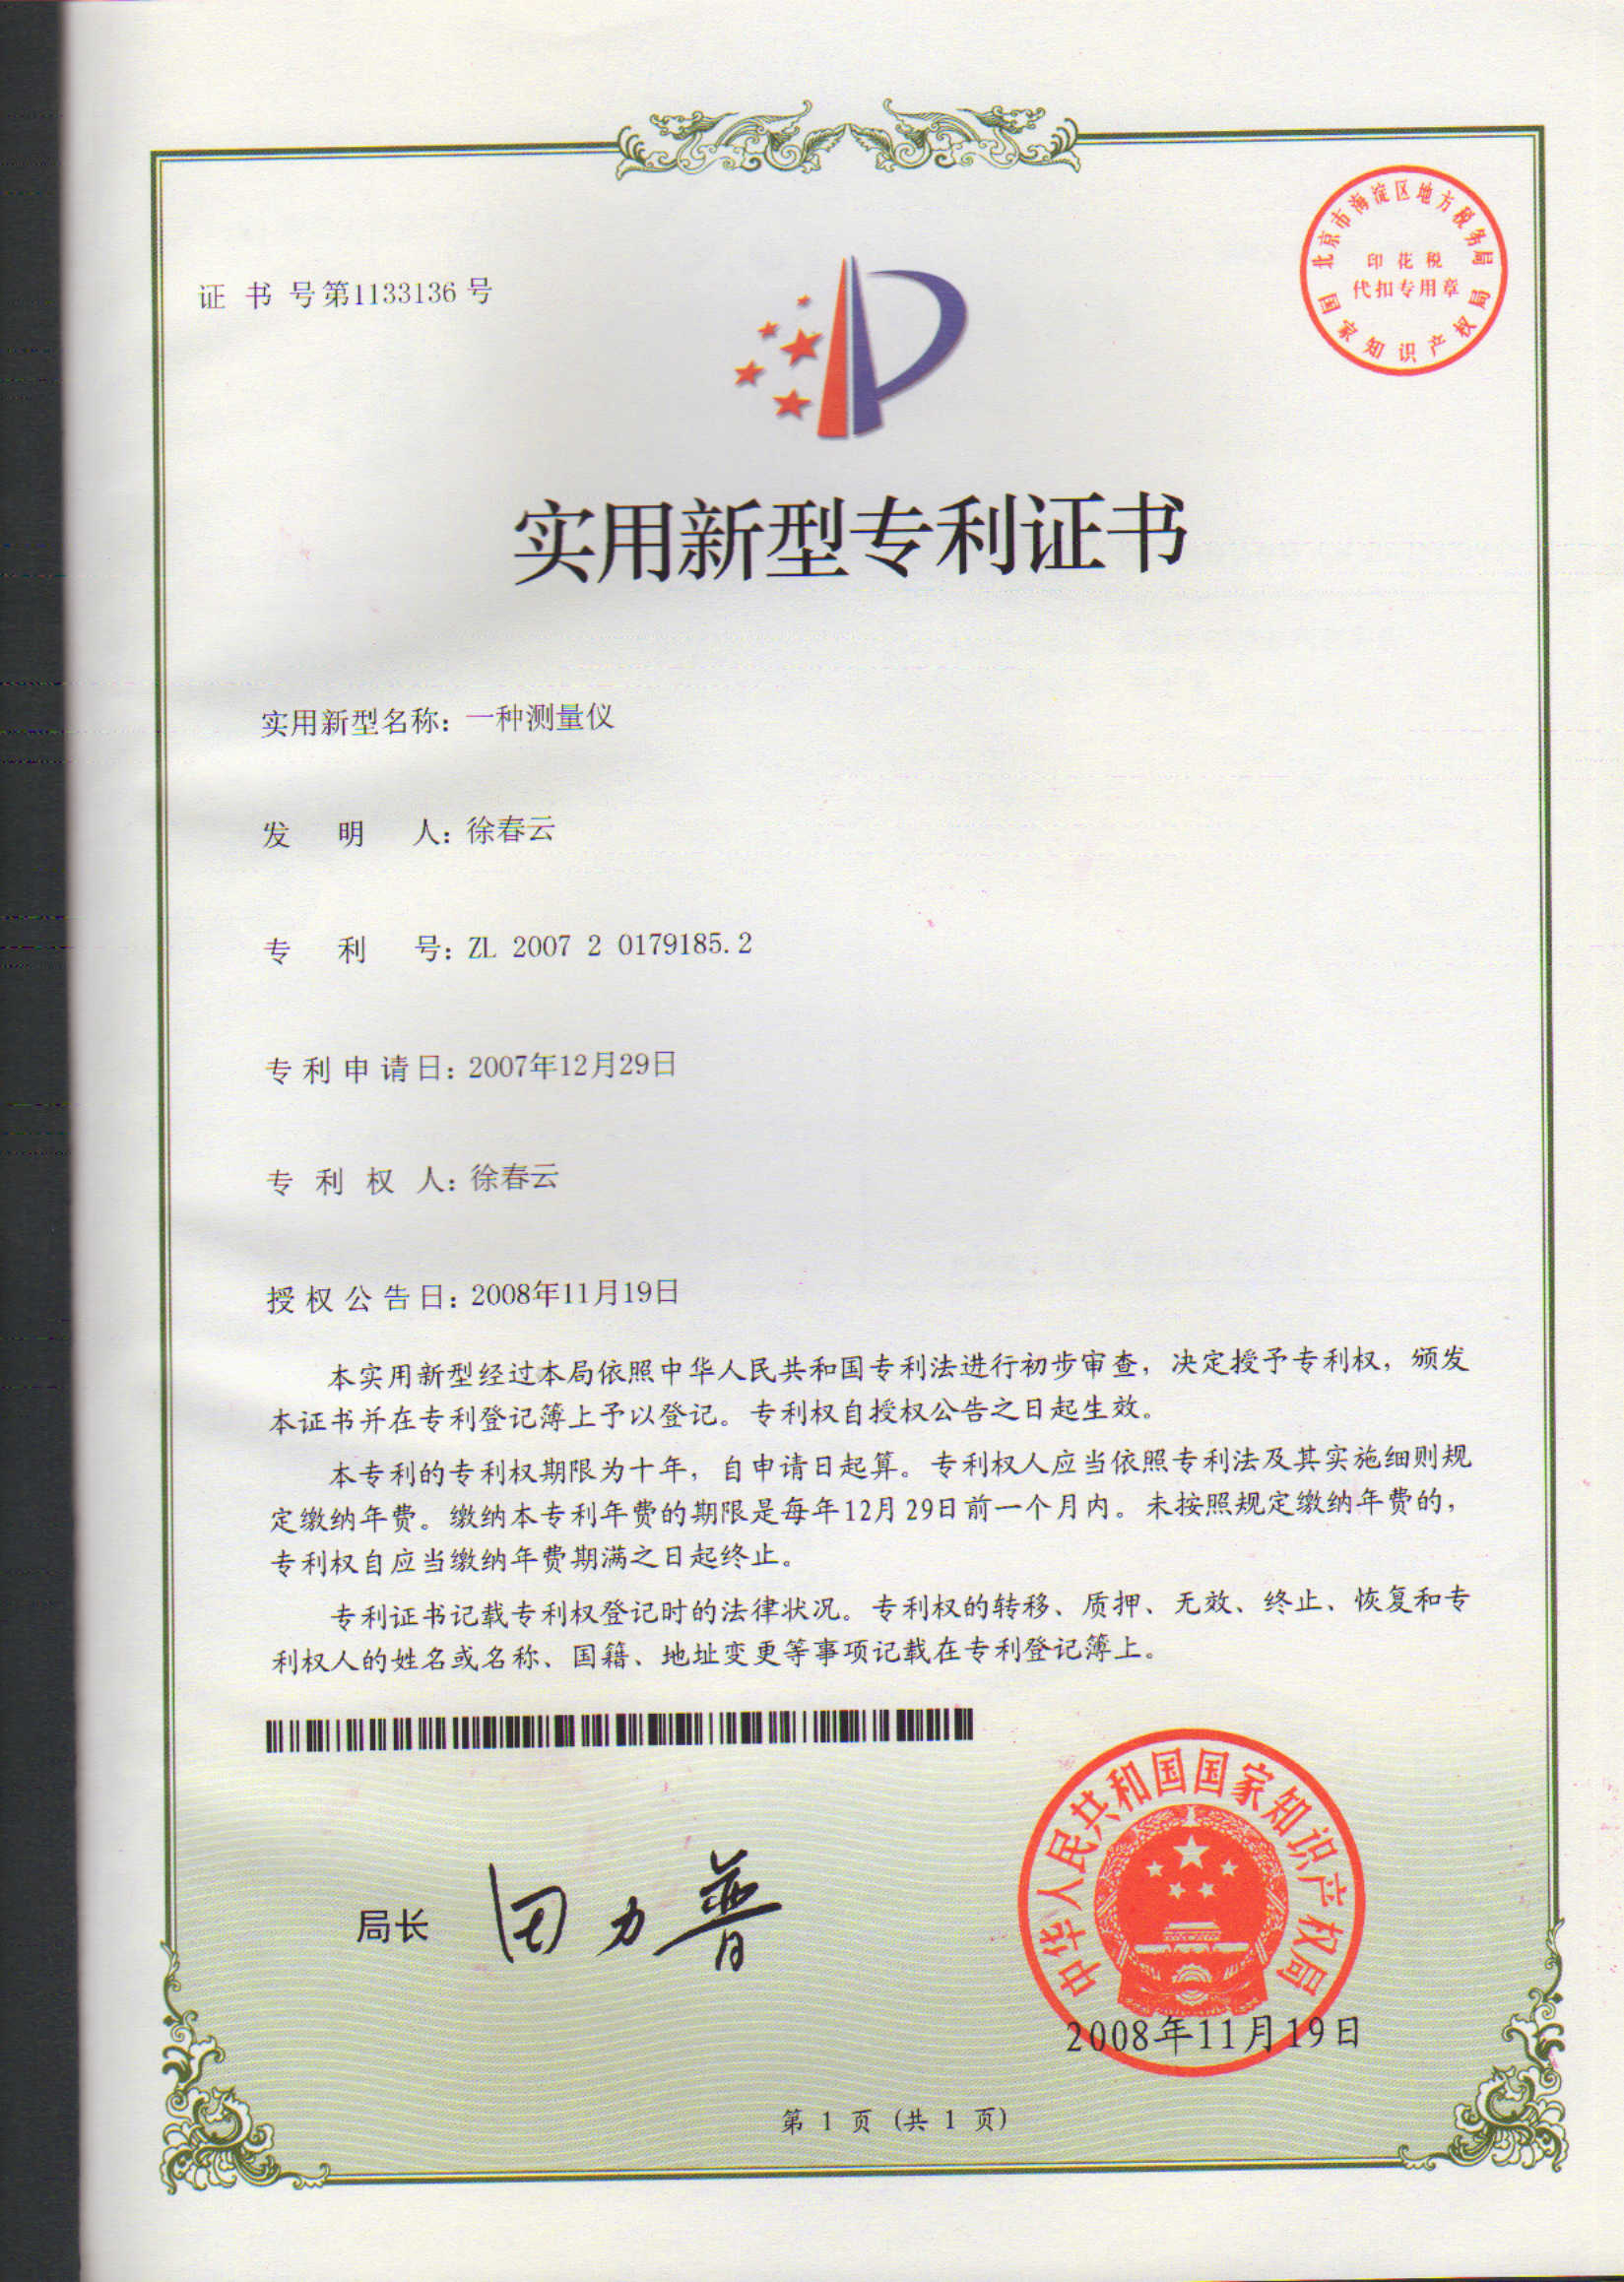 证书号第1133136号
北京市海淀区地方税务局
印花税
代扣专用章
国家知识产权局
实用新型专利证书
实用新型名称：一种测量仪
发明人：徐春云
专利号：ZL 2007 2 0179185.2
专利申请日：2007年12月29日
专利权人：徐春云
授权公告日：2008年11月19日
本实用新型经过本局依照中华人民共和国专利法进行初步审查，决定授予专利权，颁发
本证书并在专利登记簿上予以登记。专利权自授权公告之日起生效。
本专利的专利权期限为十年，自申请日起算。专利权人应当依照专利法及其实施细则规
定缴纳年费。缴纳本专利年费的期限是每年12月29日前一个月内。未按照规定缴纳年费的，
专利权自应当缴纳年费期满之日起终止。
专利证书记载专利权登记时的法律状况。专利权的转移、质押、无效、终止、恢复和专
利权人的姓名或名称、国籍、地址变更等事项记载在专利登记簿上。
局长 田力普
中华人民共和国国家知识产权局
2008年11月19日
第 1 页 (共 1 页)